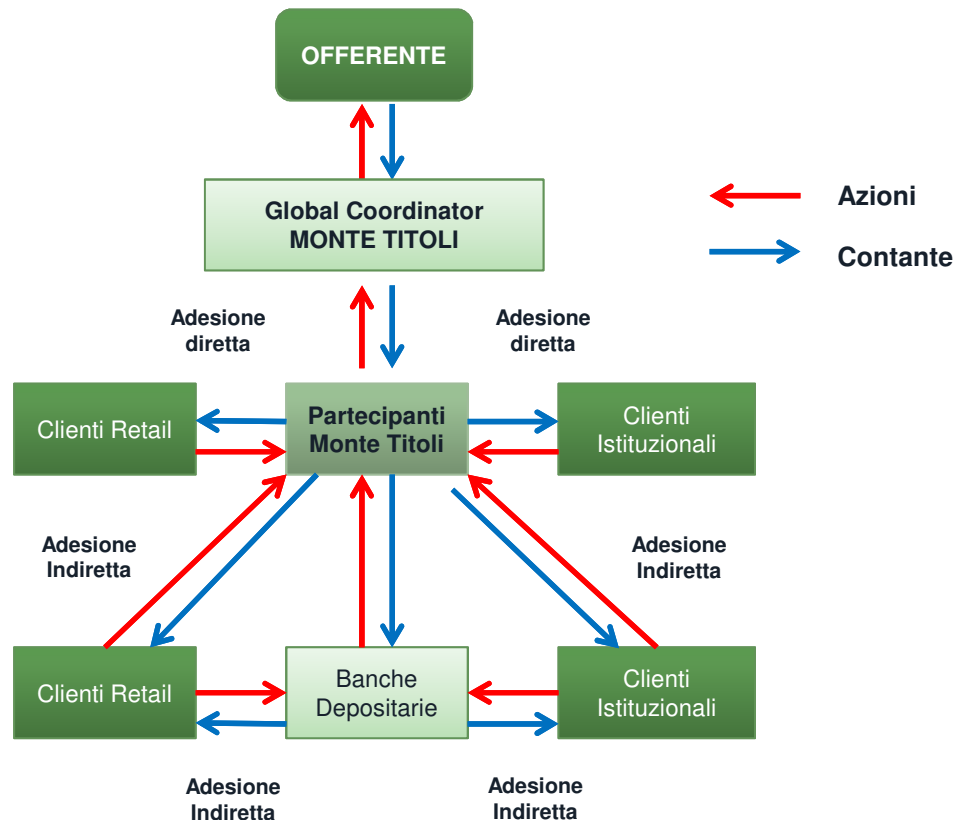 OFFERENTE
Global Coordinator
MONTE TITOLI
Azioni
Contante
Adesione
diretta
Adesione
diretta
Clienti Retail
Partecipanti
Monte Titoli
Clienti
Istituzionali
Adesione
Indiretta
Adesione
Indiretta
Clienti Retail
Banche
Depositarie
Clienti
Istituzionali
Adesione
Indiretta
Adesione
Indiretta